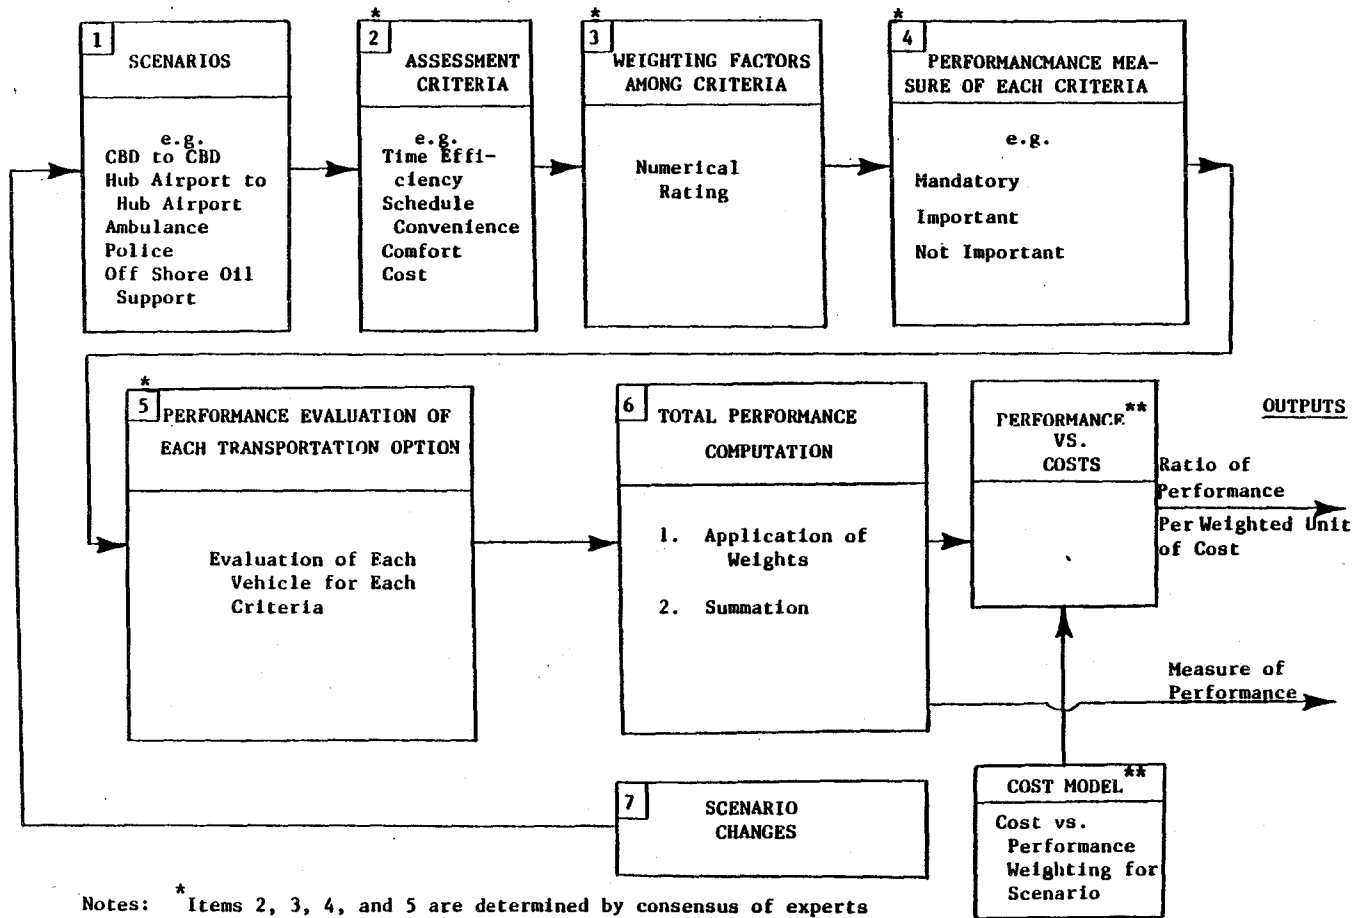 *
1
SCENARIOS
e.g.
CBD to CBD
Hub Airport to
Hub Airport
Ambulance
Police
Off Shore Oil
Support
*
2
ASSESSMENT
CRITERIA
e.g.
Time Effi-
ciency
Schedule
Convenience
Comfort
Cost
*
3
WEIGHTING FACTORS
AMONG CRITERIA
Numerical
Rating
*
4
PERFORMANCMANCE MEA-
SURE OF EACH CRITERIA
e.g.
Mandatory
Important
Not Important
*
5
PERFORMANCE EVALUATION OF
EACH TRANSPORTATION OPTION
Evaluation of Each
Vehicle for Each
Criteria
6
TOTAL PERFORMANCE
COMPUTATION
1. Application of
Weights
2. Summation
PERFORMANCE**
VS.
COSTS
OUTPUTS
Ratio of
Performance
Per Weighted Unit
of Cost
Measure of
Performance
7
SCENARIO
CHANGES
COST MODEL**
Cost vs.
Performance
Weighting for
Scenario
Notes: *Items 2, 3, 4, and 5 are determined by consensus of experts